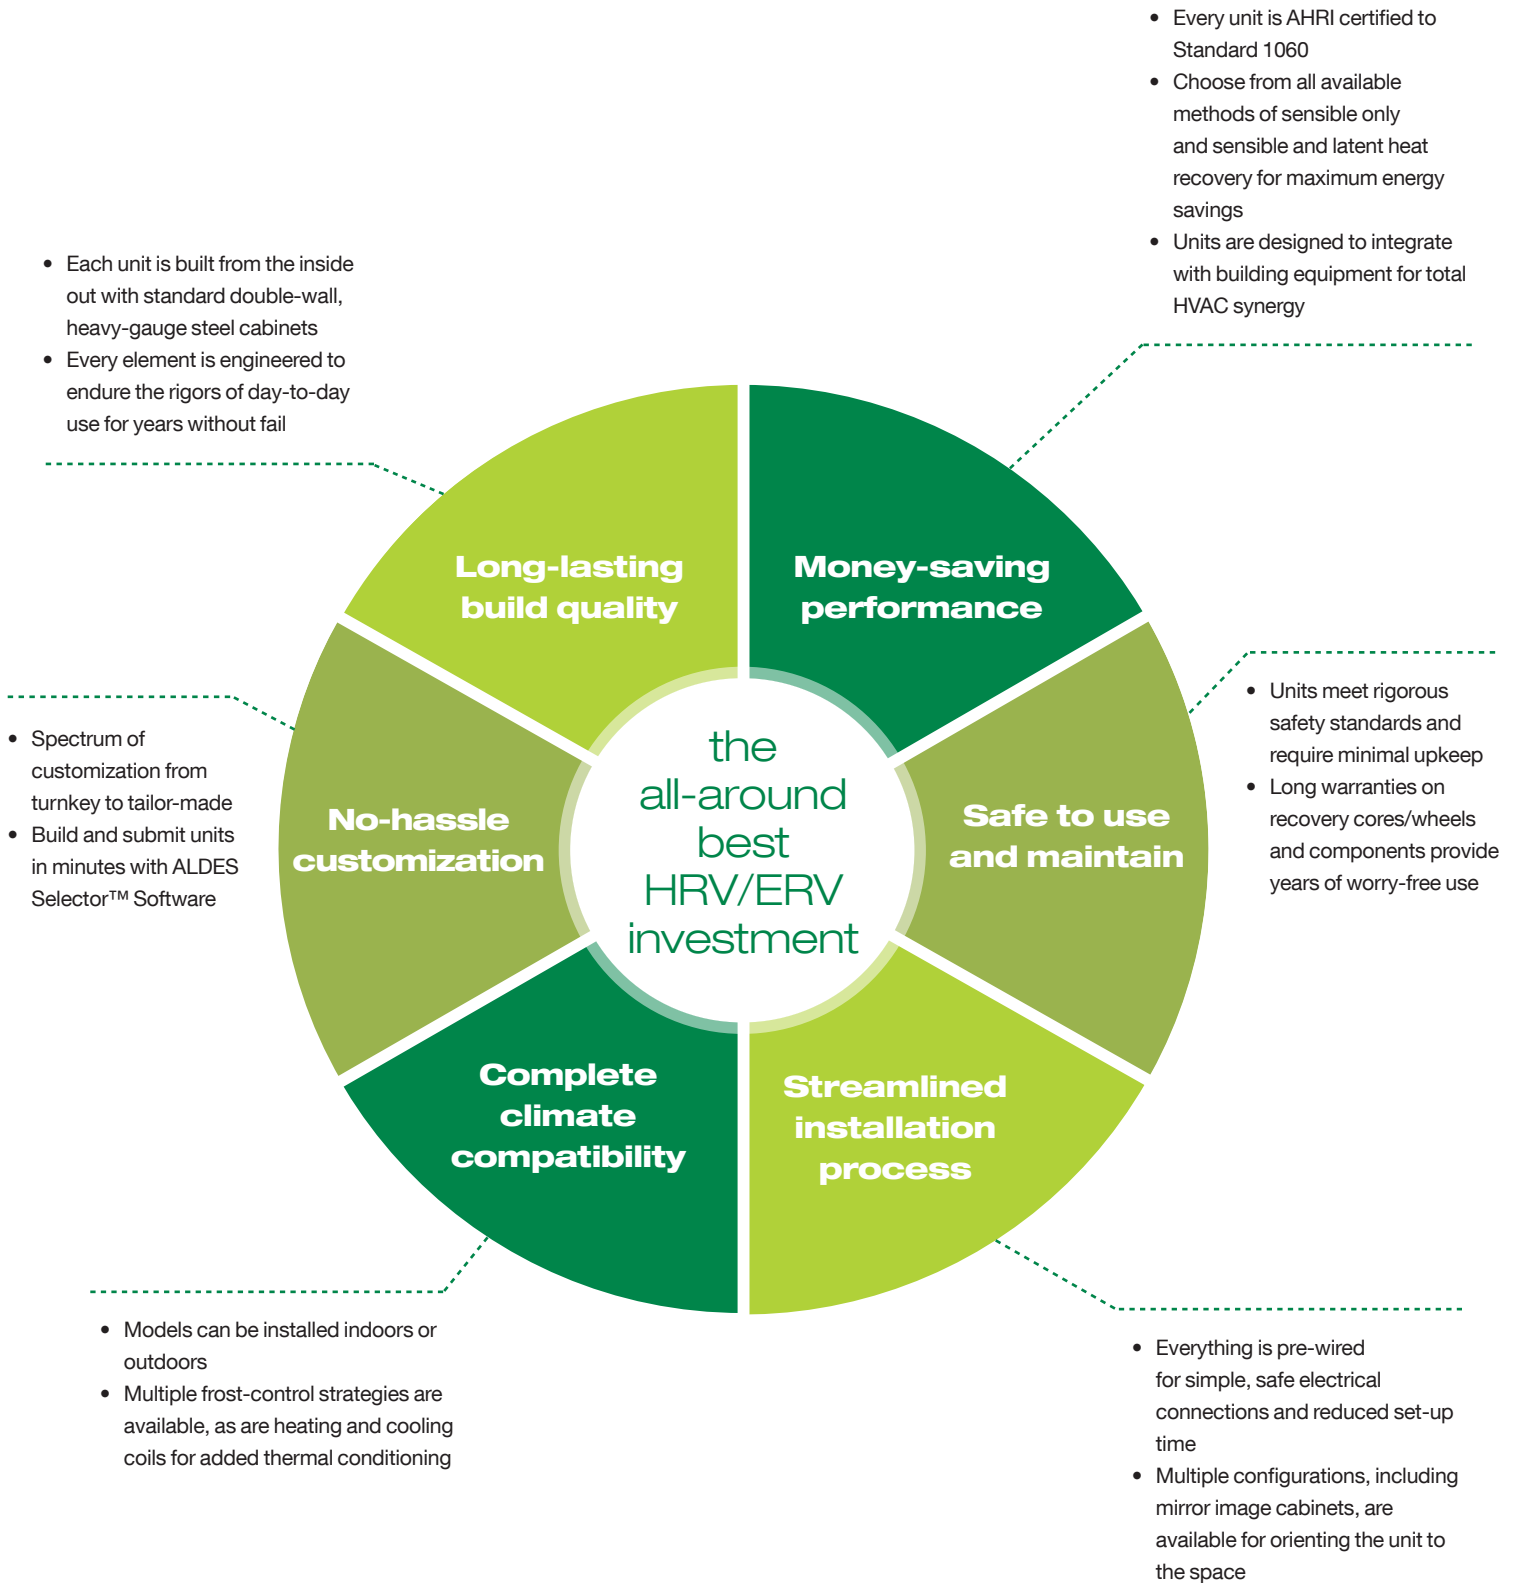 • Every unit is AHRI certified to
Standard 1060
• Choose from all available
methods of sensible only
and sensible and latent heat
recovery for maximum energy
savings
• Units are designed to integrate
with building equipment for total
HVAC synergy
• Each unit is built from the inside
out with standard double-wall,
heavy-gauge steel cabinets
• Every element is engineered to
endure the rigors of day-to-day
use for years without fail
Long-lasting
build quality
Money-saving
performance
• Units meet rigorous
safety standards and
require minimal upkeep
• Long warranties on
recovery cores/wheels
and components provide
years of worry-free use
• Spectrum of
customization from
turnkey to tailor-made
• Build and submit units
in minutes with ALDES
Selector™ Software
No-hassle
customization
the
all-around
best
HRV/ERV
investment
Safe to use
and maintain
Complete
climate
compatibility
Streamlined
installation
process
• Models can be installed indoors or
outdoors
• Multiple frost-control strategies are
available, as are heating and cooling
coils for added thermal conditioning
• Everything is pre-wired
for simple, safe electrical
connections and reduced set-up
time
• Multiple configurations, including
mirror image cabinets, are
available for orienting the unit to
the space